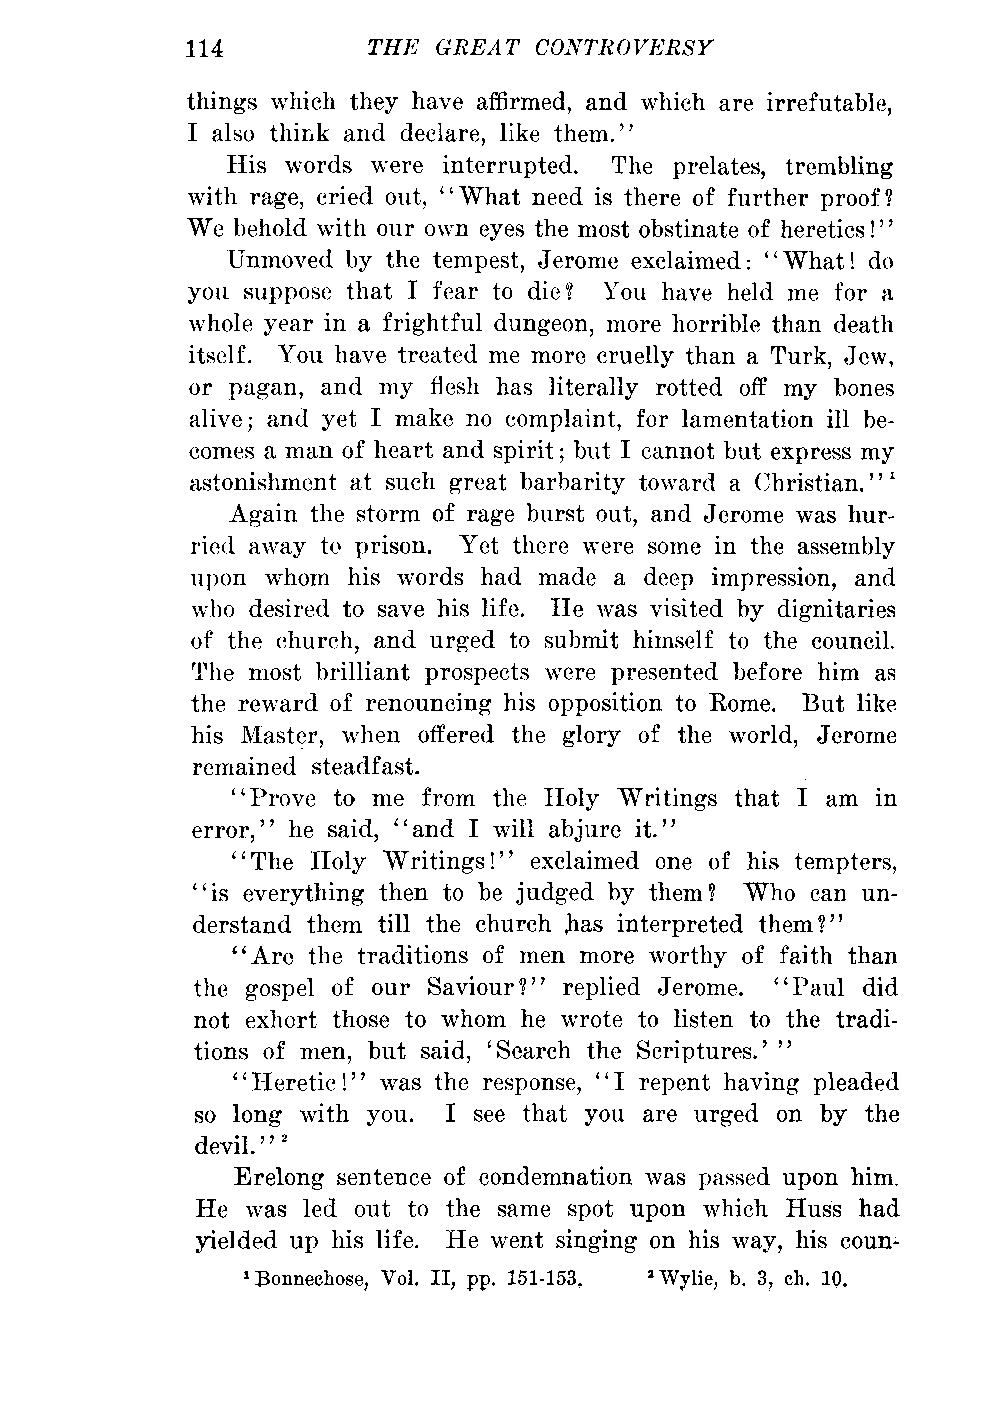 114 THE GREAT CONTROVERSY
things which they have affirmed, and which are irrefutable,
I also think and declare, like them.''
His words were interrupted. The prelates, trembling
with rage, cried out, ''What need is there of further proof?
We behold with our own eyes the most obstinate of heretics!''
Unmoved by the tempest, Jerome exclaimed: ''What! do
you suppose that I fear to die? You have held me for a
whole year in a frightful dungeon, more horrible than death
itself. You have treated me more cruelly than a Turk, Jew,
or pagan, and my flesh has literally rotted off my bones
alive; and yet I make no complaint, for lamentation ill be-
comes a man of heart and spirit; but I cannot but express my
astonishment at such great barbarity toward a Christian.''¹
Again the storm of rage burst out, and Jerome was hur-
ried away to prison. Yet there were some in the assembly
upon whom his words had made a deep impression, and
who desired to save his life. He was visited by dignitaries
of the church, and urged to submit himself to the council.
The most brilliant prospects were presented before him as
the reward of renouncing his opposition to Rome. But like
his Master, when offered the glory of the world, Jerome
remained steadfast.
''Prove to me from the Holy Writings that I am in
error,'' he said, ''and I will abjure it.''
''The Holy Writings!'' exclaimed one of his tempters,
''is everything then to be judged by them? Who can un-
derstand them till the church has interpreted them?''
''Are the traditions of men more worthy of faith than
the gospel of our Saviour?'' replied Jerome. ''Paul did
not exhort those to whom he wrote to listen to the tradi-
tions of men, but said, 'Search the Scriptures.' ''
''Heretic!'' was the response, ''I repent having pleaded
so long with you. I see that you are urged on by the
devil.''²
Erelong sentence of condemnation was passed upon him.
He was led out to the same spot upon which Huss had
yielded up his life. He went singing on his way, his coun-
¹Bonnechose, Vol. II, pp. 151-153. ²Wylie, b. 3, ch. 10.